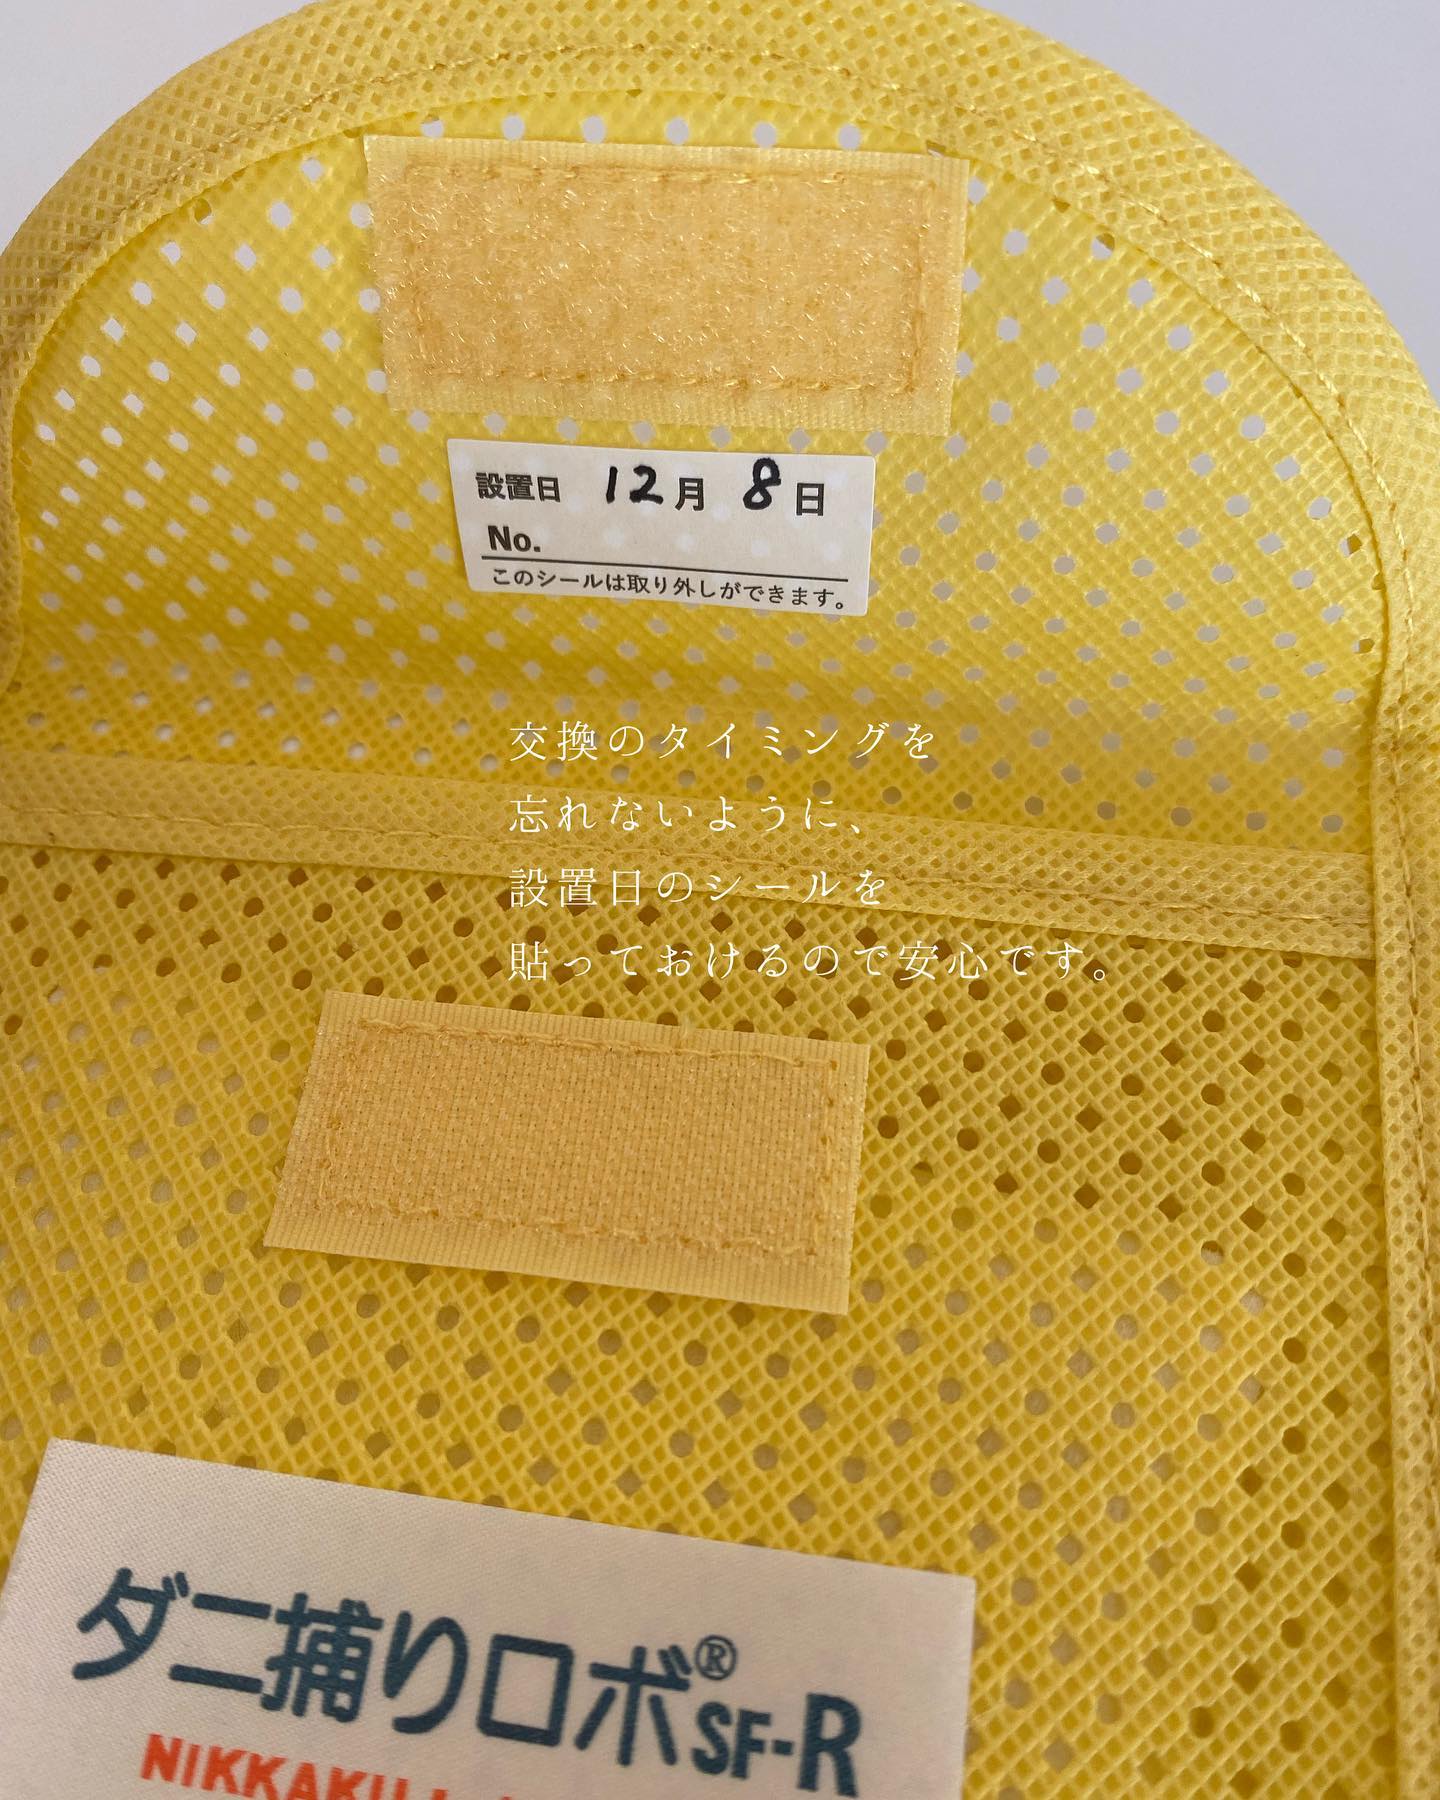 設置日 12月 8日
No.
このシールは取り外しができます。
交換のタイミングを
忘れないように、
設置日のシールを
貼っておけるので安心です。
ダニ捕りロボ® SF-R
NIKKAKU